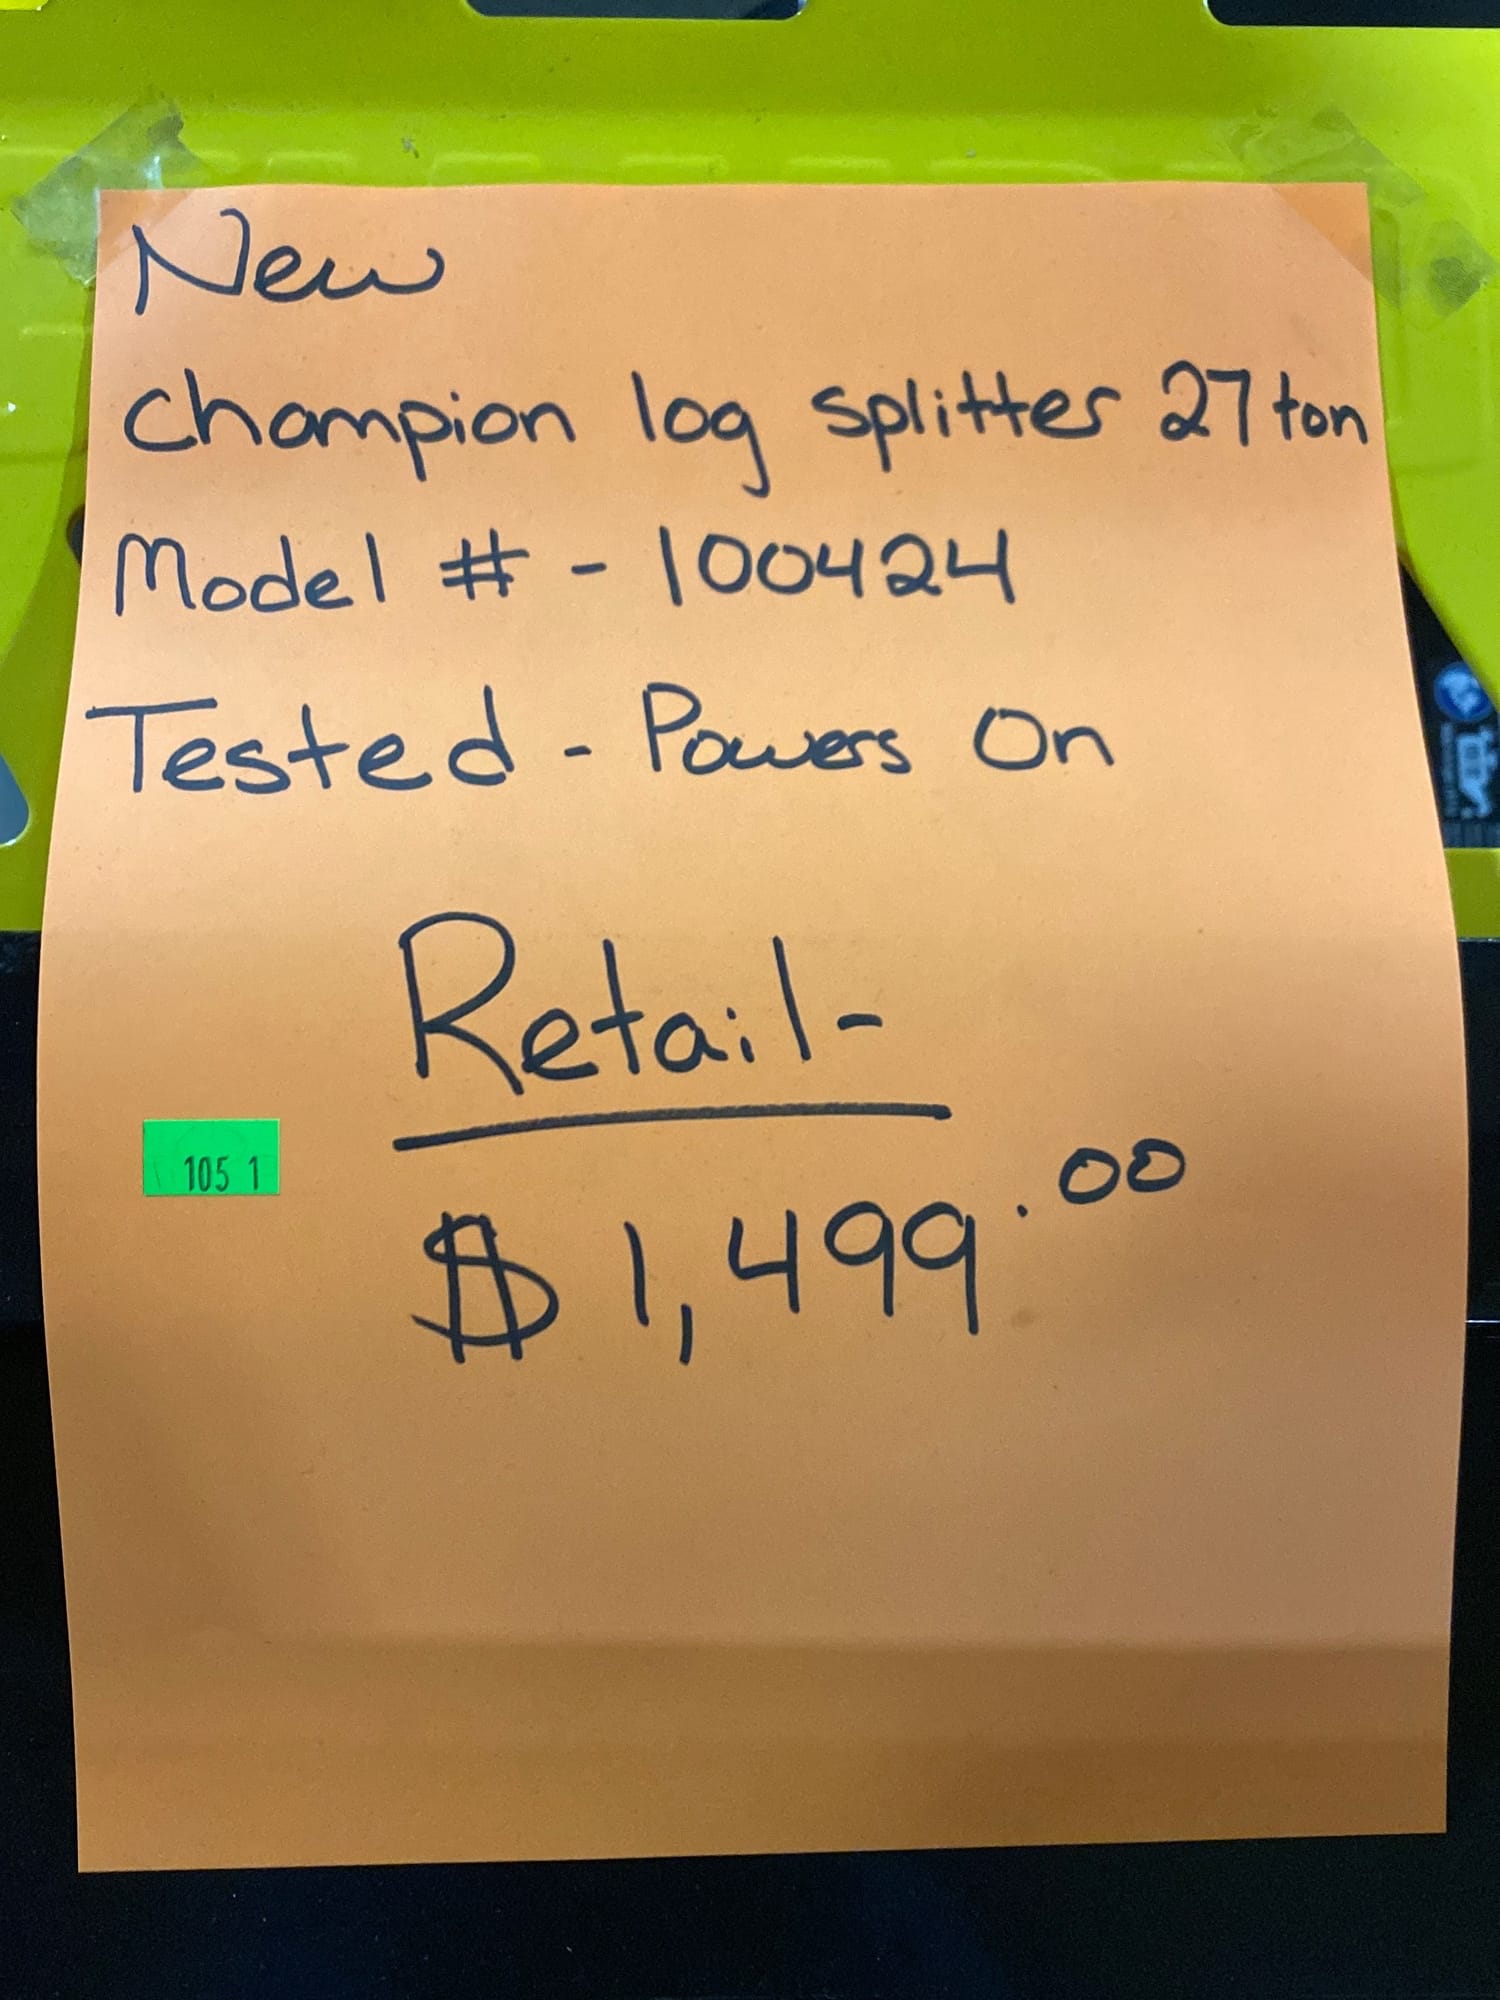 New
Champion log splitter 27 ton
Model # - 100424
Tested - Powers On
Retail-
105 1
$1,499.00